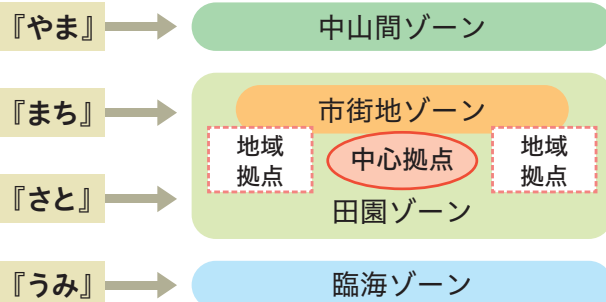 『やま』
中山間ゾーン
『まち』
市街地ゾーン
地域
拠点
中心拠点
地域
拠点
『さと』
田園ゾーン
『うみ』
臨海ゾーン